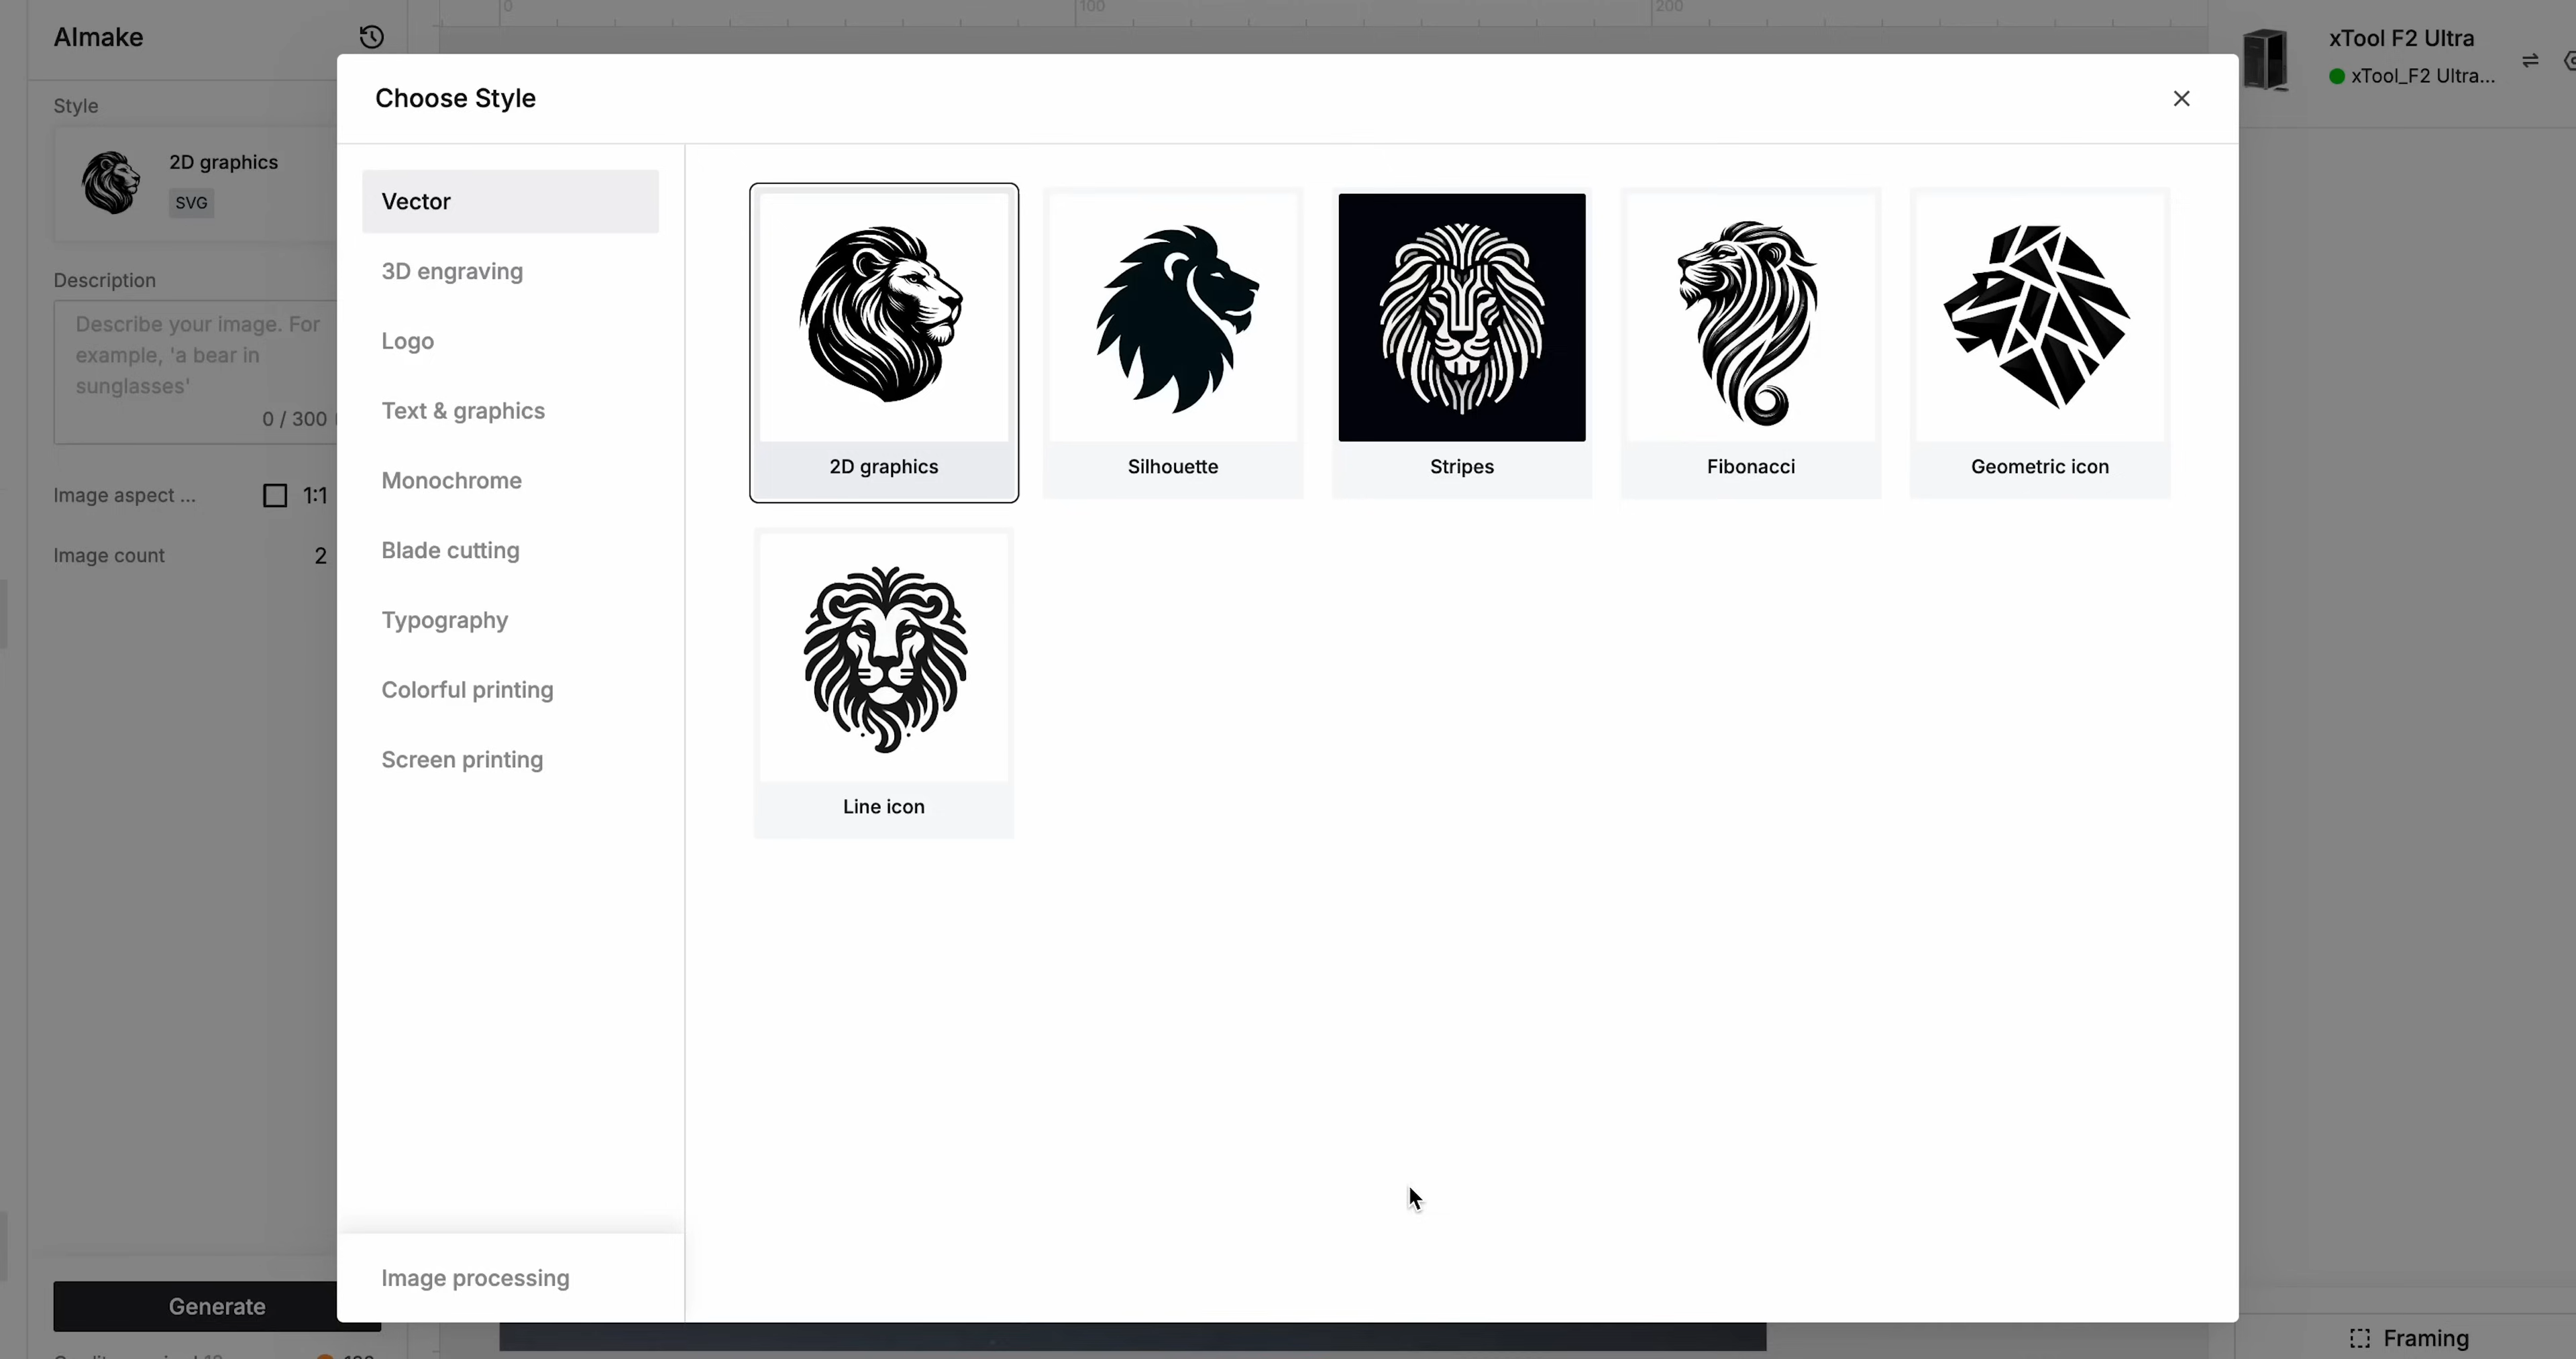 0
100
200
AImake
xTool F2 Ultra
xTool_F2 Ultra...
Style
2D graphics
SVG
Description
Describe your image. For
example, 'a bear in
sunglasses'
0 / 300
Image aspect ...
1:1
Image count
2
Generate
Choose Style
Vector
3D engraving
Logo
Text & graphics
Monochrome
Blade cutting
Typography
Colorful printing
Screen printing
Image processing
2D graphics
Silhouette
Stripes
Fibonacci
Geometric icon
Line icon
Framing